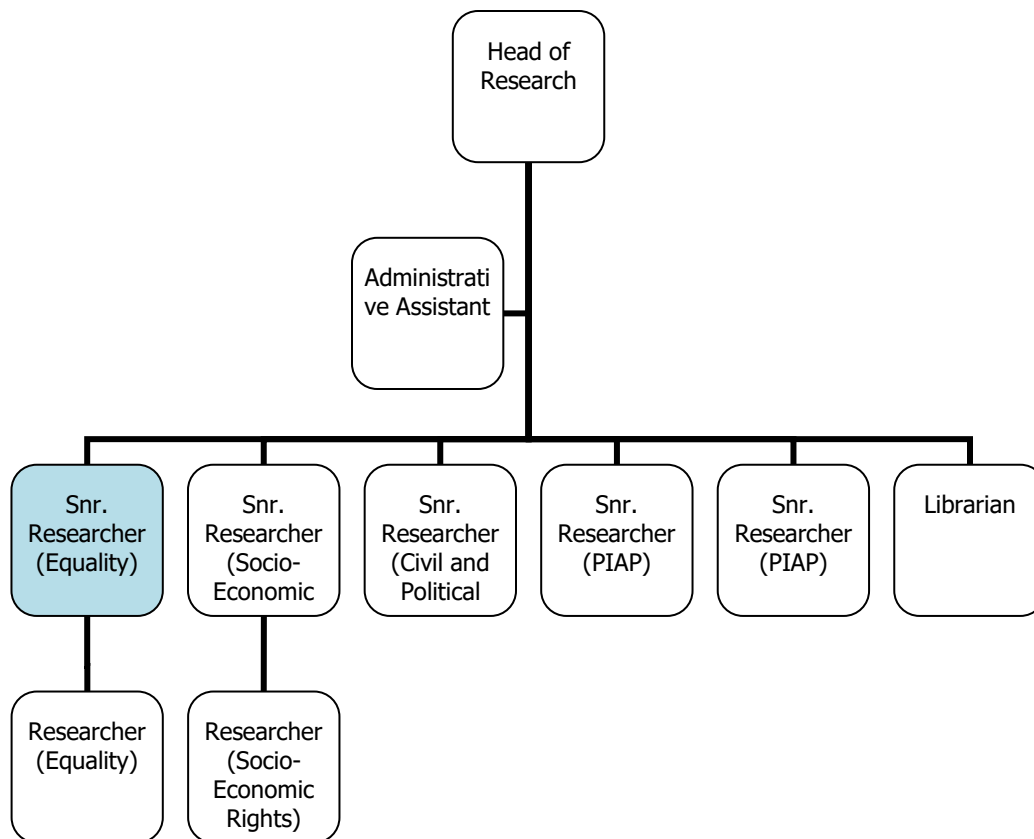 Head of
Research
Administrati
ve Assistant
Snr.
Researcher
(Equality)
Snr.
Researcher
(Socio-
Economic
Snr.
Researcher
(Civil and
Political
Snr.
Researcher
(PIAP)
Snr.
Researcher
(PIAP)
Librarian
Researcher
(Equality)
Researcher
(Socio-
Economic
Rights)